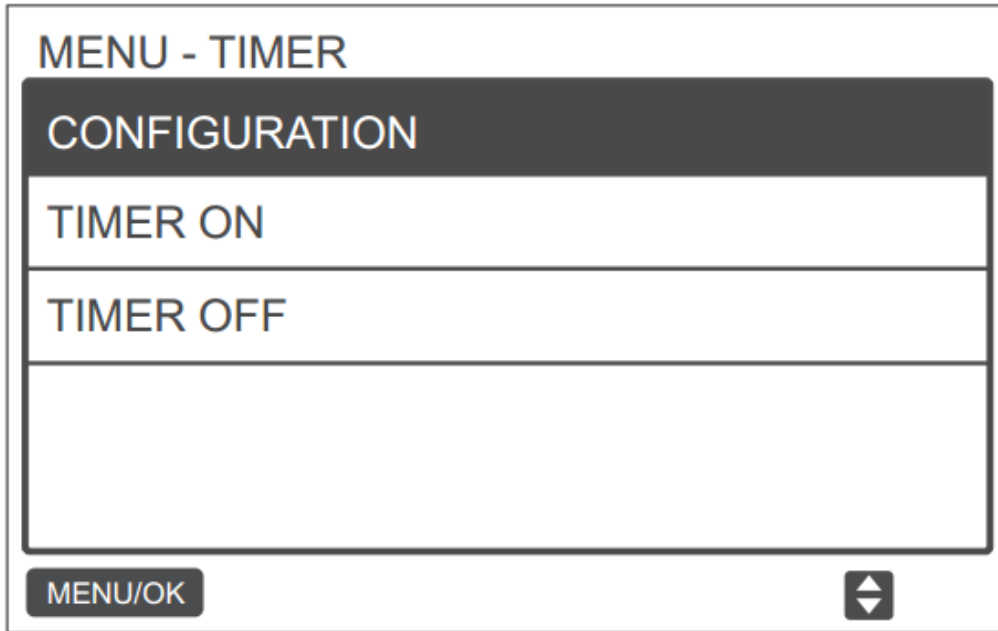 MENU - TIMER
CONFIGURATION
TIMER ON
TIMER OFF
MENU/OK